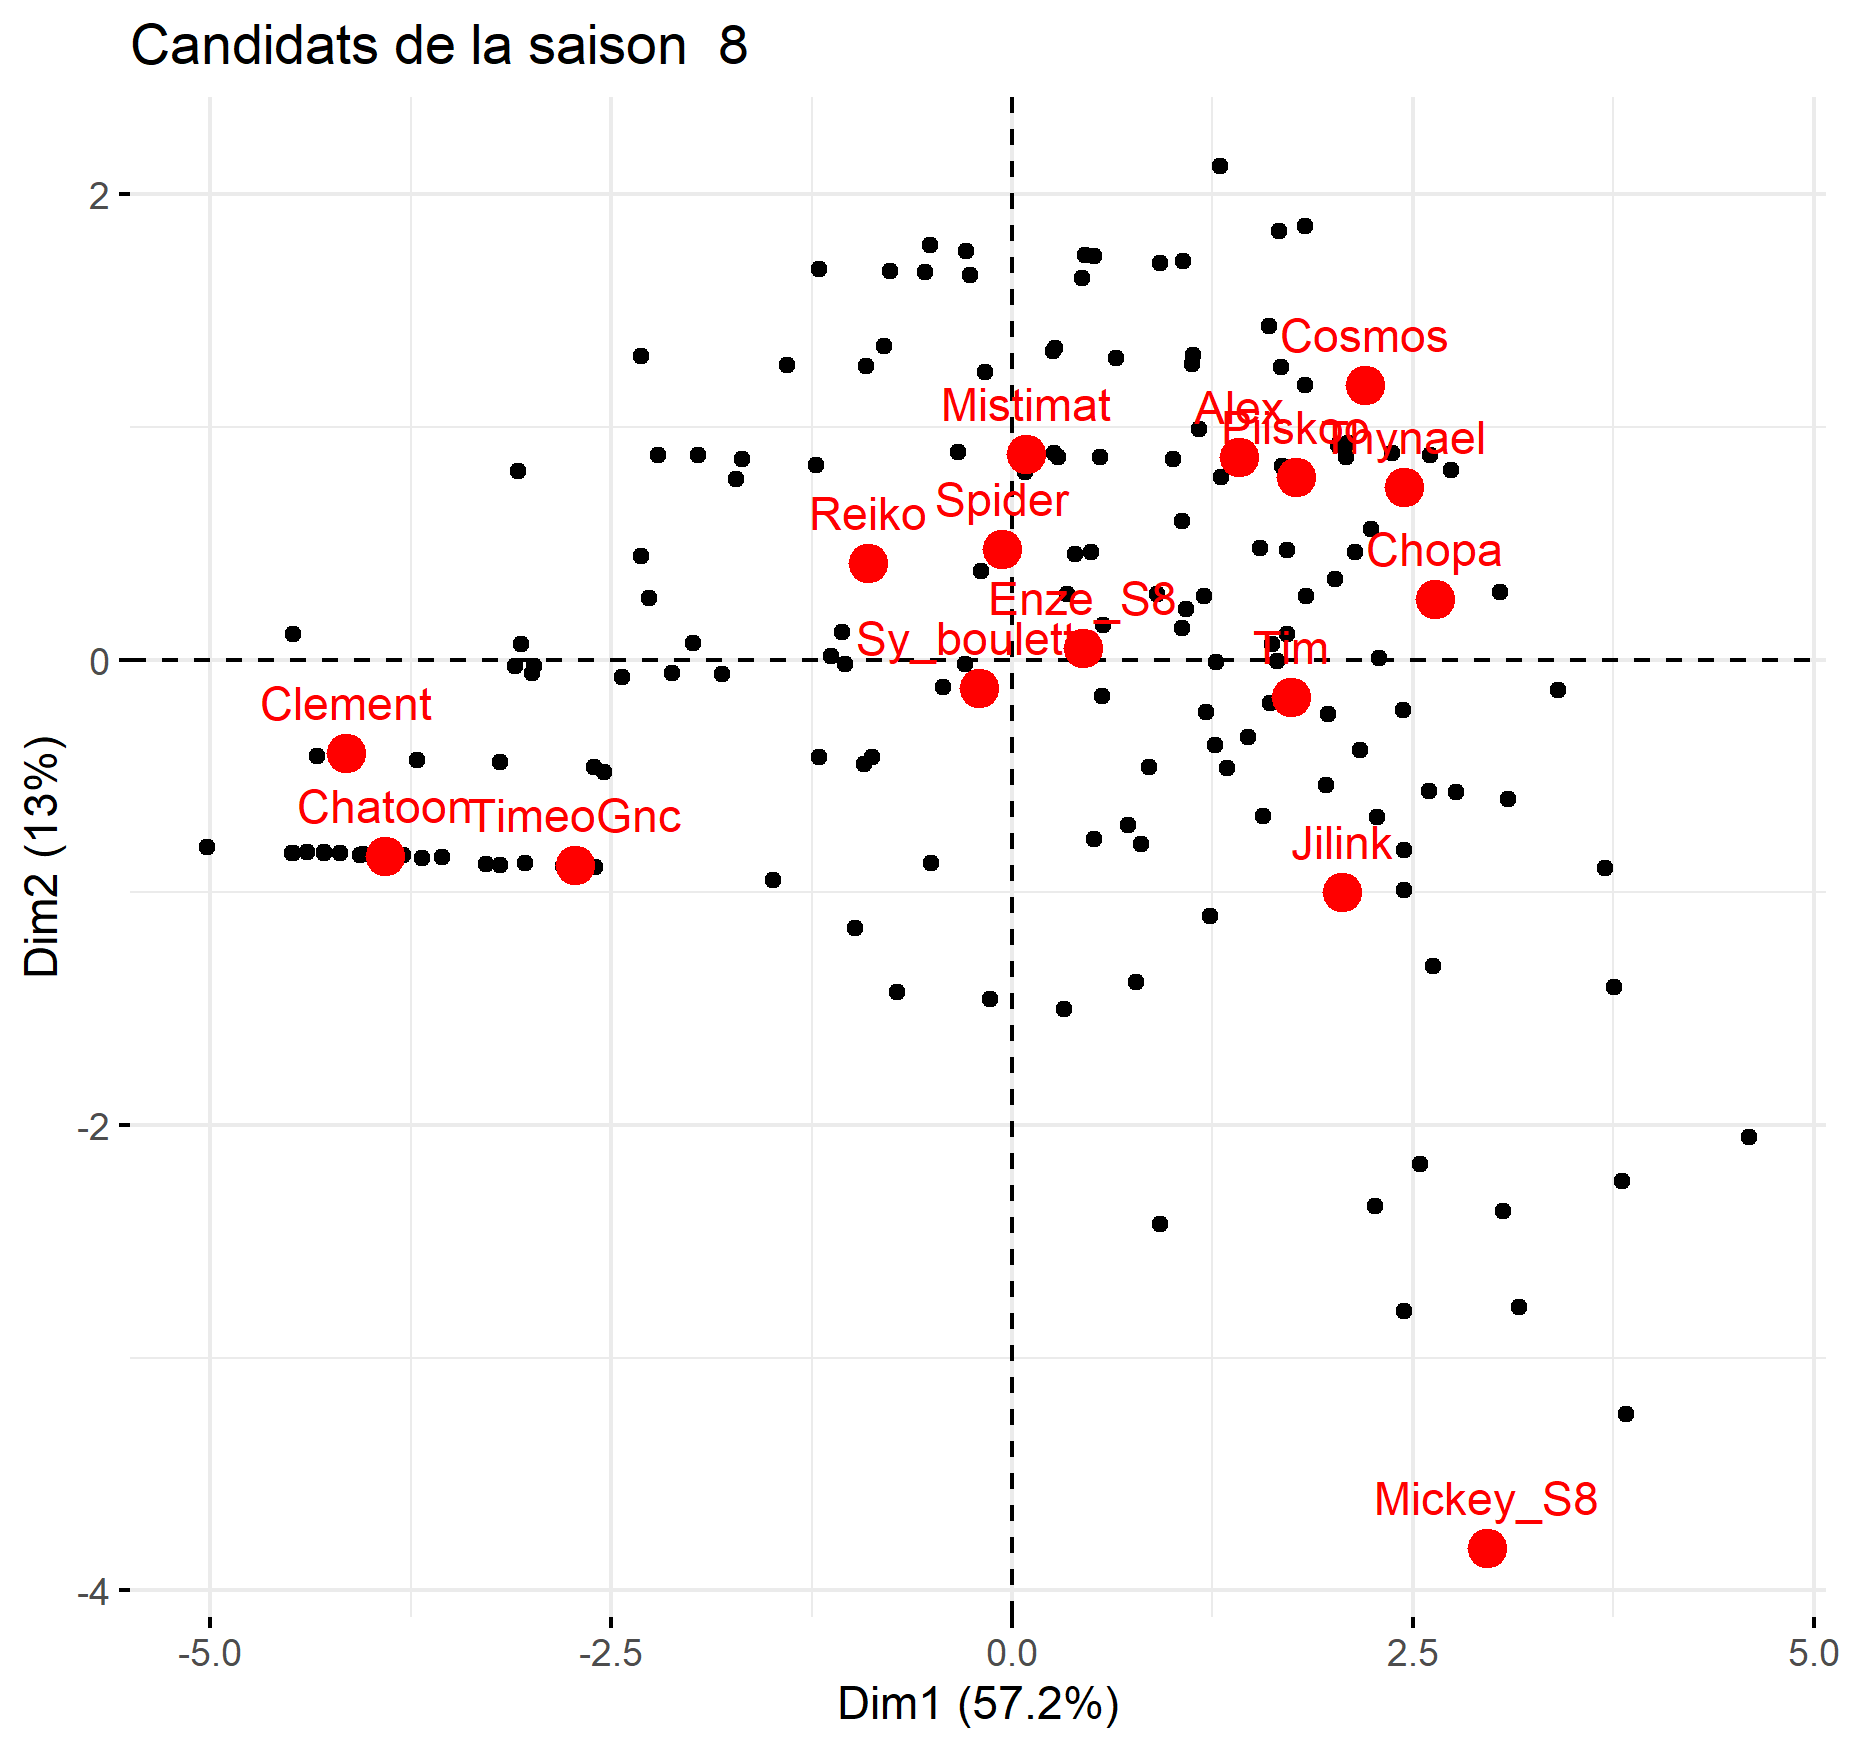 Candidats de la saison  8
Dim2 (13%)
2
0
-2
-4
Cosmos
Mistimat
Alex
Thynael
Reiko
Spider
Chopa
Enze_S8
Tim
Clement
Chatoon
TimeoGnc
Jilink
Mickey_S8
-5.0
-2.5
0.0
2.5
5.0
Dim1 (57.2%)